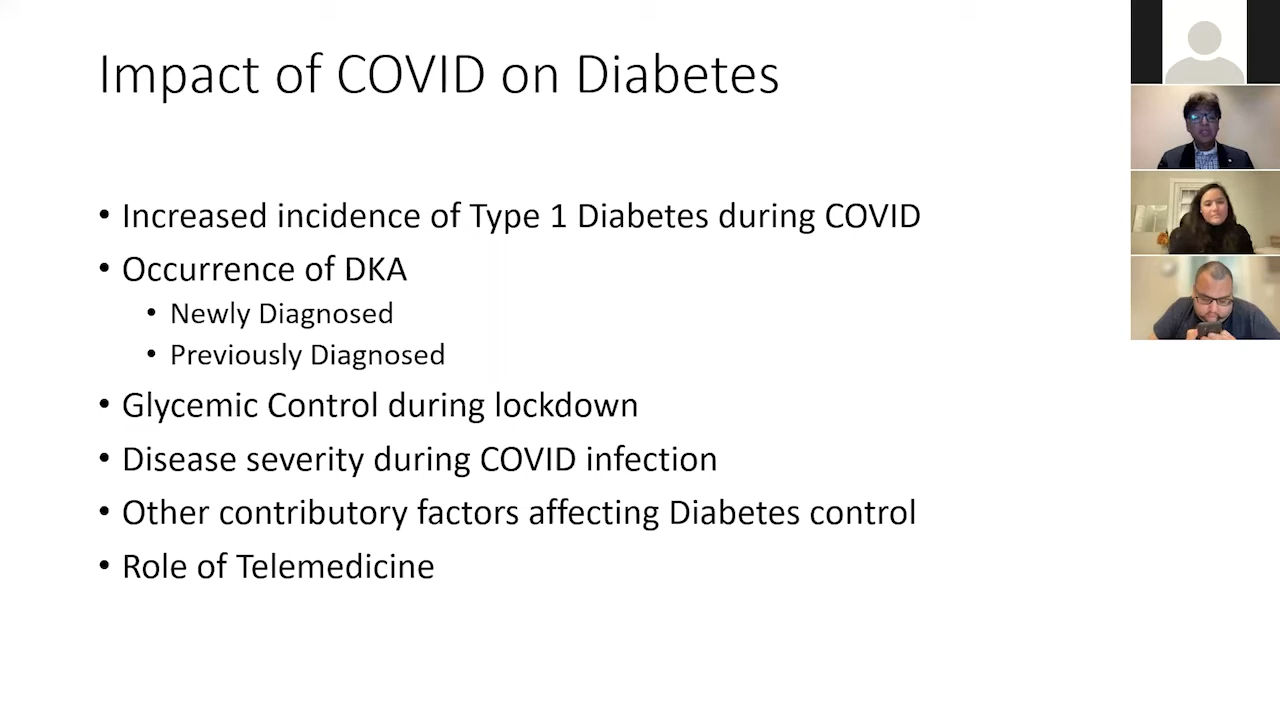 Impact of COVID on Diabetes
• Increased incidence of Type 1 Diabetes during COVID
• Occurrence of DKA
• Newly Diagnosed
• Previously Diagnosed
• Glycemic Control during lockdown
• Disease severity during COVID infection
• Other contributory factors affecting Diabetes control
• Role of Telemedicine